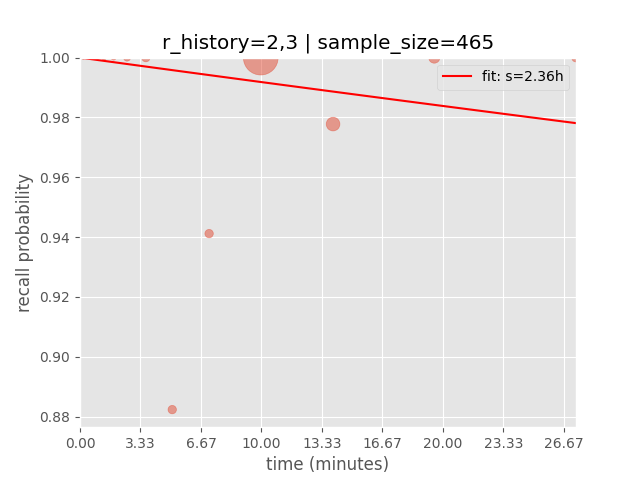 r_history=2,3 | sample_size=465
fit: s=2.36h
1.00
0.98
0.96
0.94
0.92
0.90
0.88
recall probability
0.00 3.33 6.67 10.00 13.33 16.67 20.00 23.33 26.67
time (minutes)